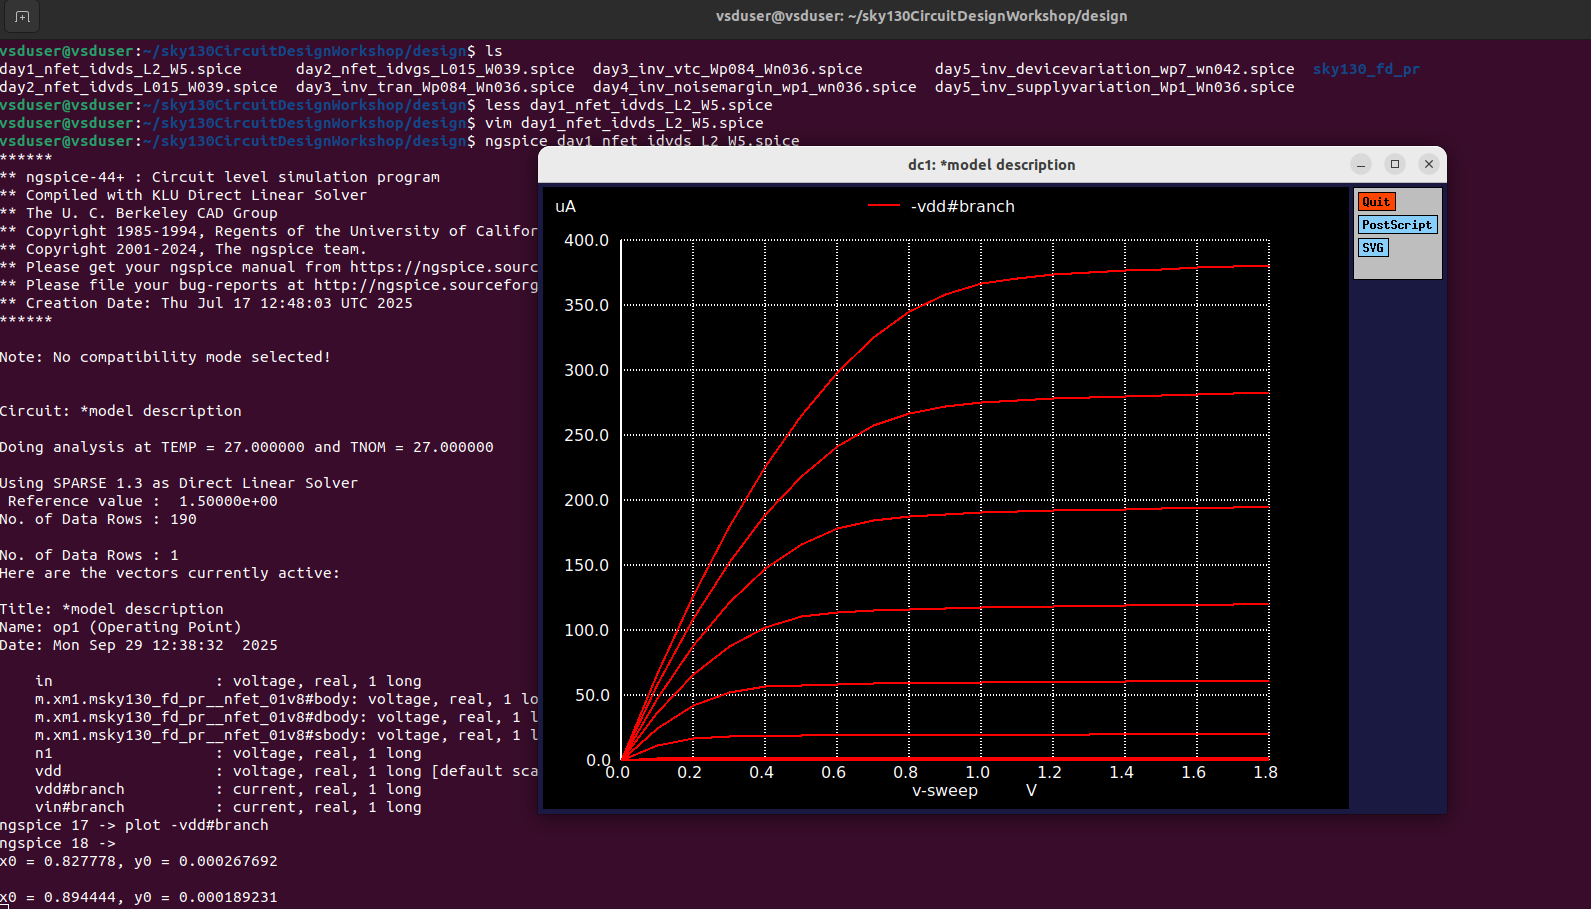 vsduser@vsduser: ~/sky130CircuitDesignWorkshop/design
vsduser@vsduser:~/sky130CircuitDesignWorkshop/design$ ls
day1_nfet_idvds_L2_W5.spice day2_nfet_idvgs_L015_W039.spice day3_inv_vtc_Wp084_Wn036.spice day5_inv_devicevariation_wp7_wn042.spice sky130_fd_pr
day2_nfet_idvds_L015_W039.spice day3_inv_tran_Wp084_Wn036.spice day4_inv_noisemargin_wp1_wn036.spice day5_inv_supplyvariation_Wp1_Wn036.spice
vsduser@vsduser:~/sky130CircuitDesignWorkshop/design$ less day1_nfet_idvds_L2_W5.spice
vsduser@vsduser:~/sky130CircuitDesignWorkshop/design$ vim day1_nfet_idvds_L2_W5.spice
vsduser@vsduser:~/sky130CircuitDesignWorkshop/design$ ngspice day1_nfet_idvds_L2_W5.spice
******
** ngspice-44+ : Circuit level simulation program
** Compiled with KLU Direct Linear Solver
** The U. C. Berkeley CAD Group
** Copyright 1985-1994, Regents of the University of Califor
** Copyright 2001-2024, The ngspice team.
** Please get your ngspice manual from https://ngspice.sourc
** Please file your bug-reports at http://ngspice.sourceforg
** Creation Date: Thu Jul 17 12:48:03 UTC 2025
******
Note: No compatibility mode selected!
Circuit: *model description
Doing analysis at TEMP = 27.000000 and TNOM = 27.000000
Using SPARSE 1.3 as Direct Linear Solver
Reference value : 1.50000e+00
No. of Data Rows : 190
No. of Data Rows : 1
Here are the vectors currently active:
Title: *model description
Name: op1 (Operating Point)
Date: Mon Sep 29 12:38:32 2025
in : voltage, real, 1 long
m.xm1.msky130_fd_pr__nfet_01v8#body: voltage, real, 1 lo
m.xm1.msky130_fd_pr__nfet_01v8#dbody: voltage, real, 1 l
m.xm1.msky130_fd_pr__nfet_01v8#sbody: voltage, real, 1 l
n1 : voltage, real, 1 long
vdd : voltage, real, 1 long [default sca
vdd#branch : current, real, 1 long
vin#branch : current, real, 1 long
ngspice 17 -> plot -vdd#branch
ngspice 18 ->
x0 = 0.827778, y0 = 0.000267692
x0 = 0.894444, y0 = 0.000189231
dc1: *model description
uA
-vdd#branch
400.0
350.0
300.0
250.0
200.0
150.0
100.0
50.0
0.0
0.0 0.2 0.4 0.6 0.8 1.0 1.2 1.4 1.6 1.8
v-sweep V
Quit
PostScript
SVG